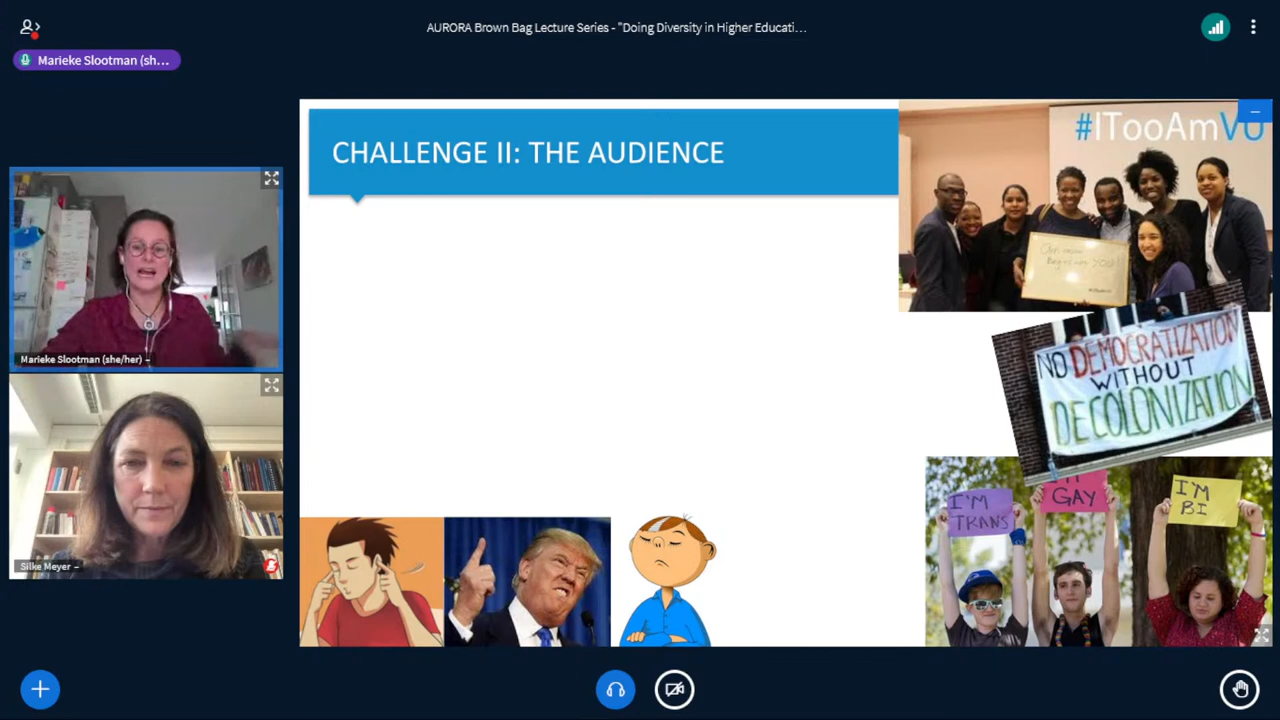 AURORA Brown Bag Lecture Series - "Doing Diversity in Higher Educati…
Marieke Slootman (sh…
CHALLENGE II: THE AUDIENCE
#ITooAmVU
NO DEMOCRATIZATION
WITHOUT
DECOLONIZATION
Marieke Slootman (she/her) –
I'M
TRANS
GAY
I'M
BI
Silke Meyer –